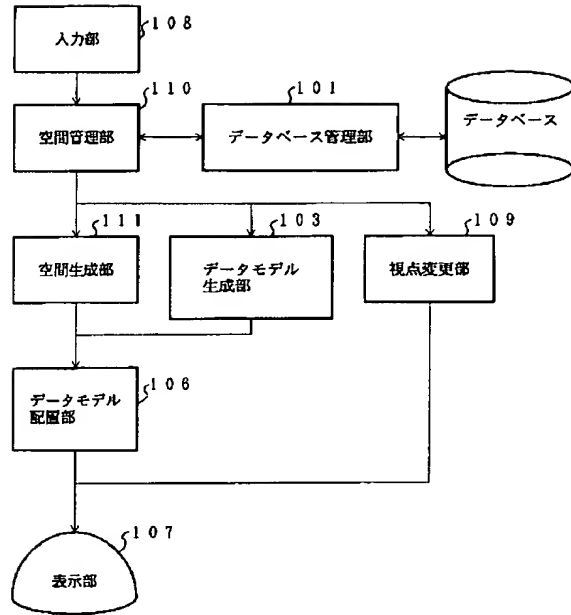 108
入力部
110
空間管理部
101
データベース管理部
データベース
111
空間生成部
103
データモデル
生成部
109
視点変更部
106
データモデル
配置部
107
表示部